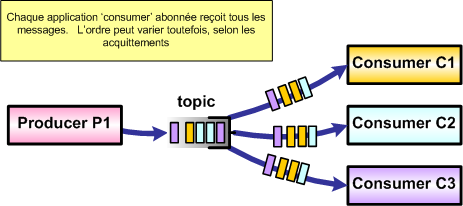 Chaque application ‘consumer’ abonnée reçoit tous les
messages.   L’ordre peut varier toutefois, selon les
acquittements
Consumer C1
topic
Producer P1
Consumer C2
Consumer C3